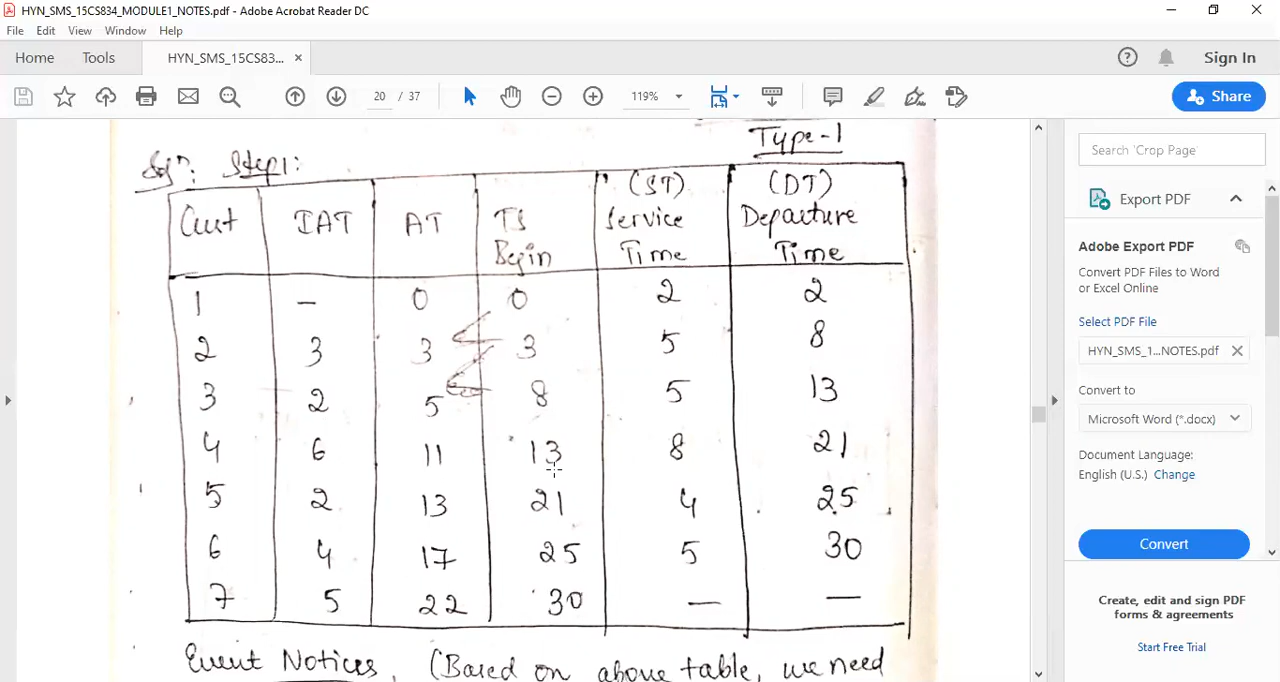 HYN_SMS_15CS834_MODULE1_NOTES.pdf - Adobe Acrobat Reader DC
File Edit View Window Help
Home Tools HYN_SMS_15CS83... × Sign In
20 / 37 119% Share
Type-1
Solⁿ: Step1:
Cust IAT AT TS Begin (ST) Service Time (DT) Departure Time
1 — 0 0 2 2
2 3 3 3 5 8
3 2 5 8 5 13
4 6 11 13 8 21
5 2 13 21 4 25
6 4 17 25 5 30
7 5 22 30 — —
Event Notices, (Based on above table, we need
Search 'Crop Page'
Export PDF
Adobe Export PDF
Convert PDF Files to Word
or Excel Online
Select PDF File
HYN_SMS_1...NOTES.pdf ×
Convert to
Microsoft Word (*.docx)
Document Language:
English (U.S.) Change
Convert
Create, edit and sign PDF
forms & agreements
Start Free Trial